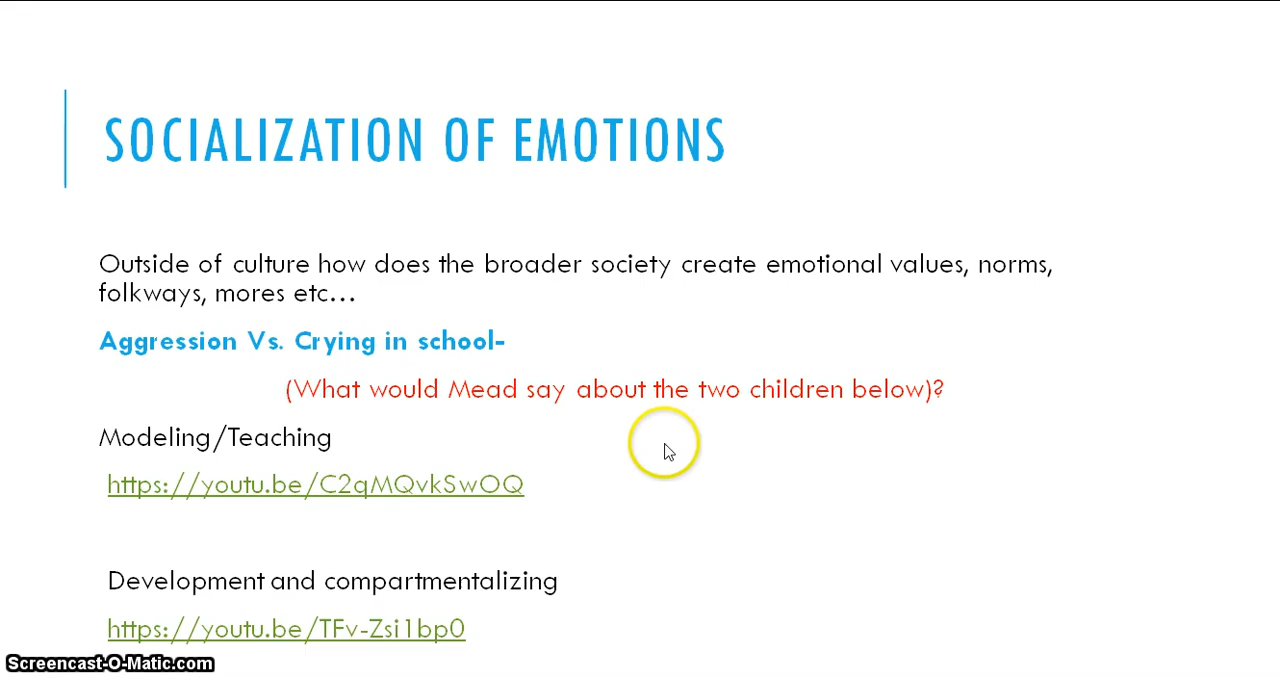 SOCIALIZATION OF EMOTIONS
Outside of culture how does the broader society create emotional values, norms,
folkways, mores etc...
Aggression Vs. Crying in school-
(What would Mead say about the two children below)?
Modeling/Teaching
https://youtu.be/C2qMQvkSwOQ
Development and compartmentalizing
https://youtu.be/TFv-Zsi1bp0
Screencast-O-Matic.com